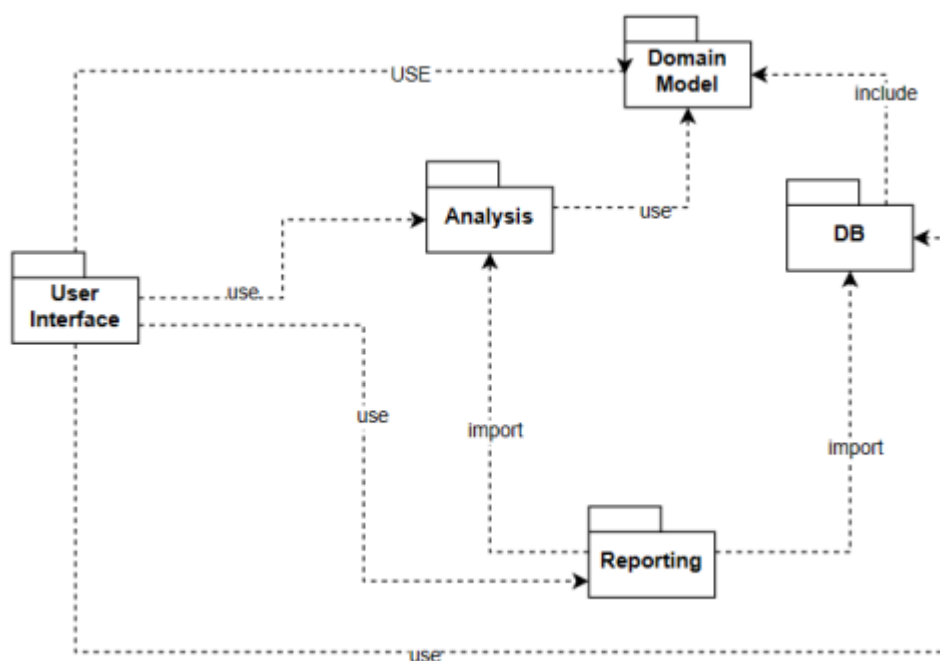 Domain
Model
USE
include
Analysis
use
DB
User
Interface
use
use
import
import
Reporting
use